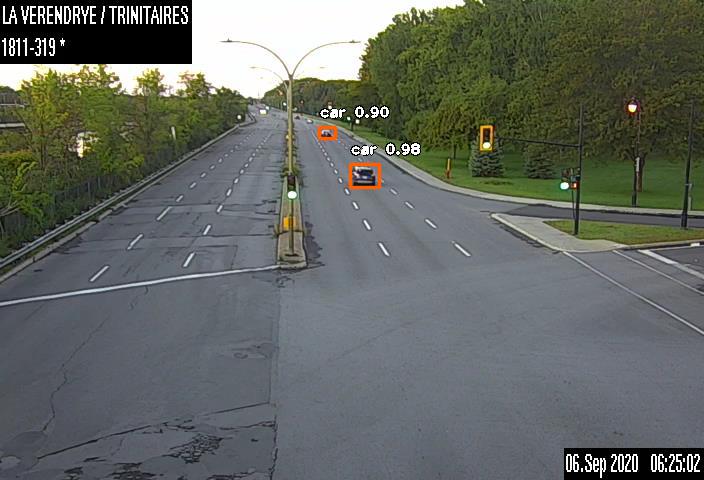 LA VERENDRYE / TRINITAIRES
1811-319 *
car 0.90
car 0.98
06.Sep 2020 06:25:02